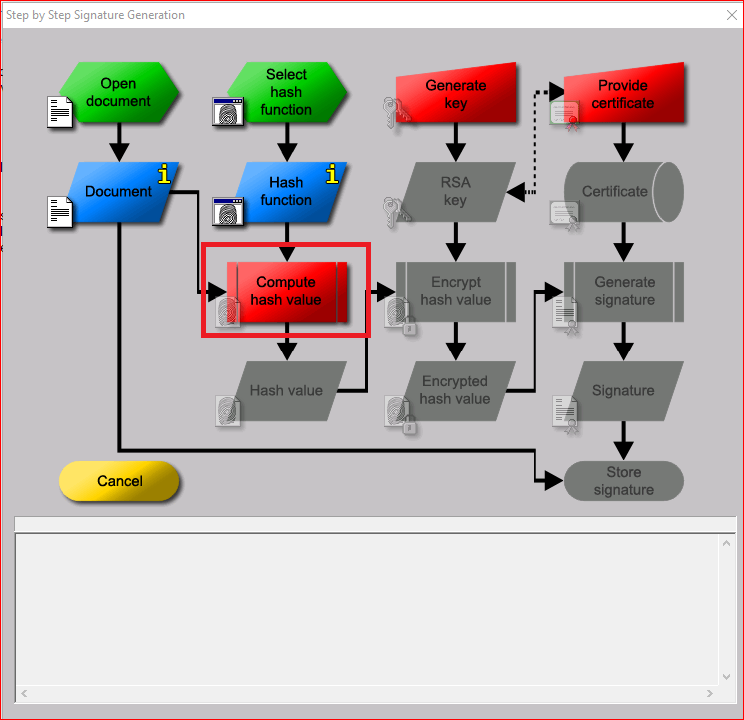 Step by Step Signature Generation
Open
document
Select
hash
function
Generate
key
Provide
certificate
Document
i
Hash
function
i
RSA
key
Certificate
Compute
hash value
Encrypt
hash value
Generate
signature
Hash value
Encrypted
hash value
Signature
Cancel
Store
signature